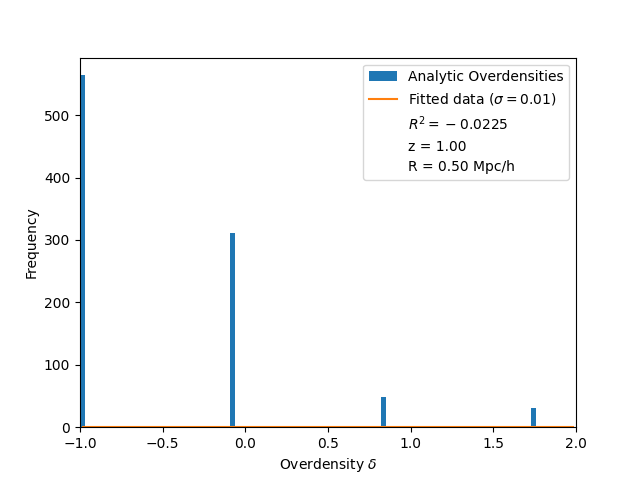 Analytic Overdensities
Fitted data (σ = 0.01)
R² = −0.0225
z = 1.00
R = 0.50 Mpc/h
Frequency
500
400
300
200
100
0
−1.0 −0.5 0.0 0.5 1.0 1.5 2.0
Overdensity δ